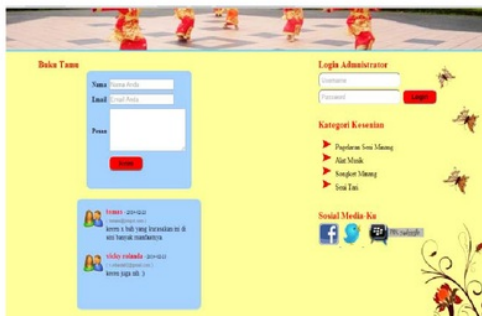 Buku Tamu
Nama Nama Anda
Email Email Anda
Pesan
keren x bah yang kurasakan ini di
sini banyak manfaatnya
vicky rolanda
keren juga nih :)
Login Administrator
Username
Password
Login
Kategori Kesenian
Pagelaran Seni Minang
Alat Musik
Songket Minang
Seni Tari
Sosial Media-Ku